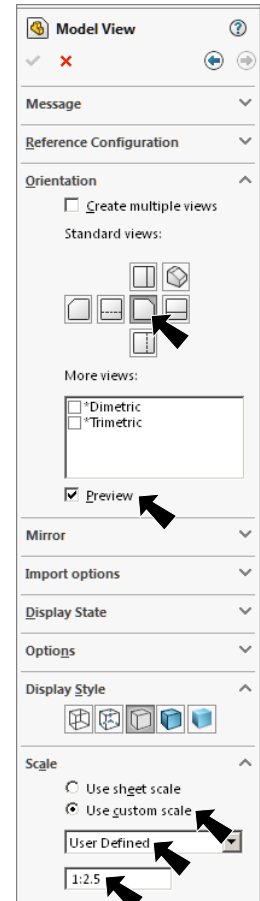 Model View
Message
Reference Configuration
Orientation
Create multiple views
Standard views:
More views:
*Dimetric
*Trimetric
Preview
Mirror
Import options
Display State
Options
Display Style
Scale
Use sheet scale
Use custom scale
User Defined
1:2.5